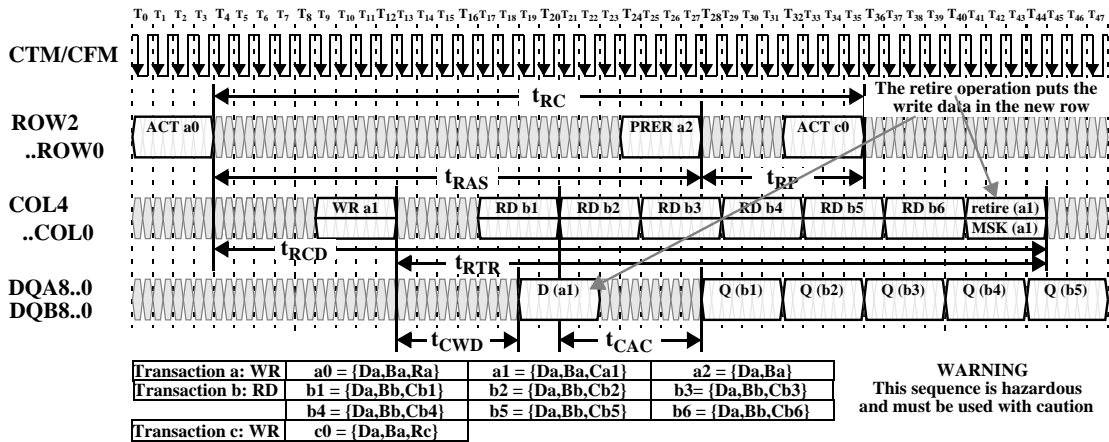 T0 T1 T2 T3 T4 T5 T6 T7 T8 T9 T10 T11 T12 T13 T14 T15 T16 T17 T18 T19 T20 T21 T22 T23 T24 T25 T26 T27 T28 T29 T30 T31 T32 T33 T34 T35 T36 T37 T38 T39 T40 T41 T42 T43 T44 T45 T46 T47
CTM/CFM
The retire operation puts the
write data in the new row
tRC
ROW2
..ROW0
ACT a0 PRER a2 ACT c0
tRAS tRP
COL4
..COL0
WR a1 RD b1 RD b2 RD b3 RD b4 RD b5 RD b6 retire (a1)
MSK (a1)
tRCD
tRTR
DQA8..0
DQB8..0
D (a1) Q (b1) Q (b2) Q (b3) Q (b4) Q (b5)
tCWD tCAC
Transaction a: WR a0 = {Da,Ba,Ra} a1 = {Da,Ba,Ca1} a2 = {Da,Ba}
Transaction b: RD b1 = {Da,Bb,Cb1} b2 = {Da,Bb,Cb2} b3= {Da,Bb,Cb3}
b4 = {Da,Bb,Cb4} b5 = {Da,Bb,Cb5} b6 = {Da,Bb,Cb6}
Transaction c: WR c0 = {Da,Ba,Rc}
WARNING
This sequence is hazardous
and must be used with caution